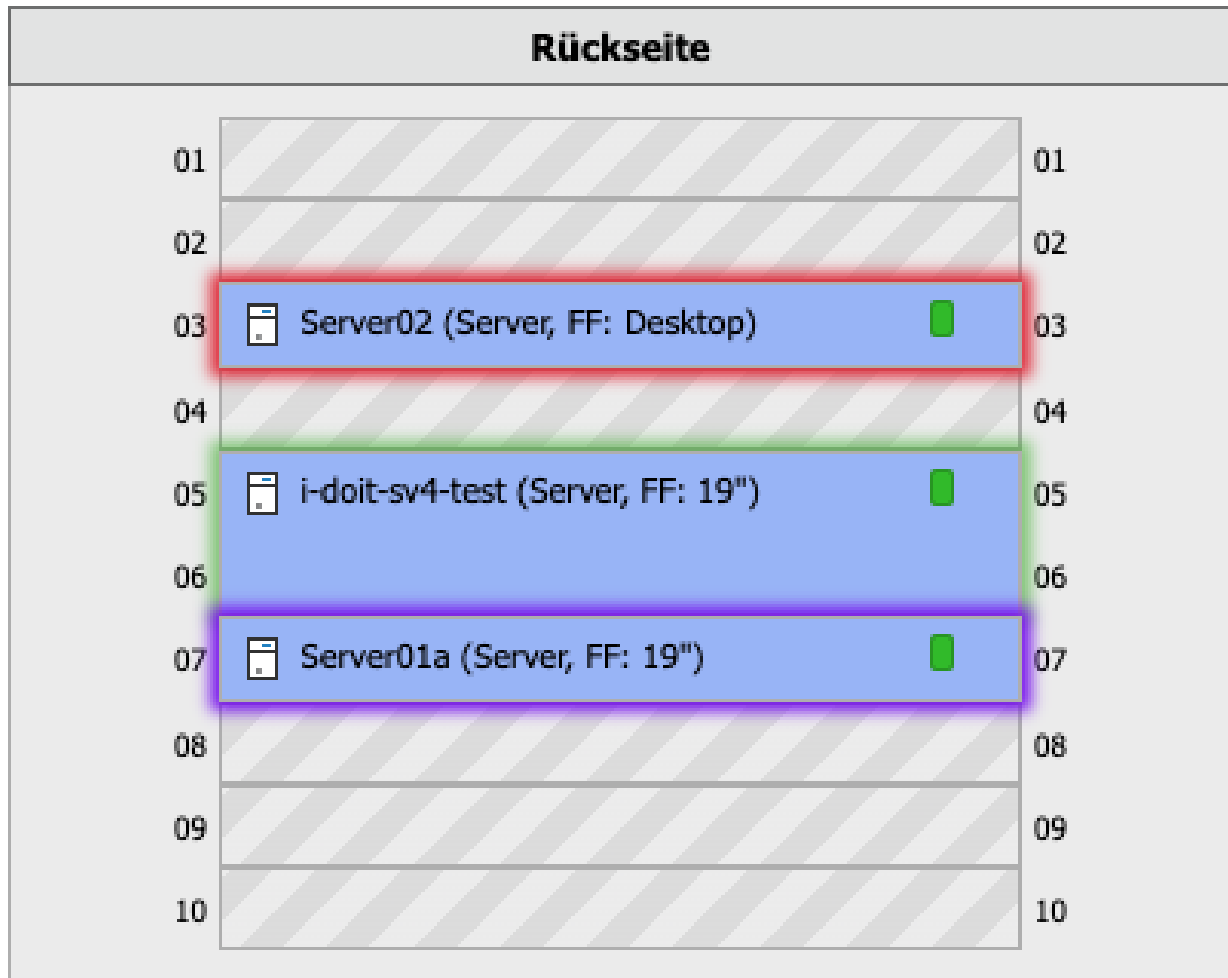 Rückseite
01 01
02 02
03 Server02 (Server, FF: Desktop) 03
04 04
05 i-doit-sv4-test (Server, FF: 19") 05
06 06
07 Server01a (Server, FF: 19") 07
08 08
09 09
10 10